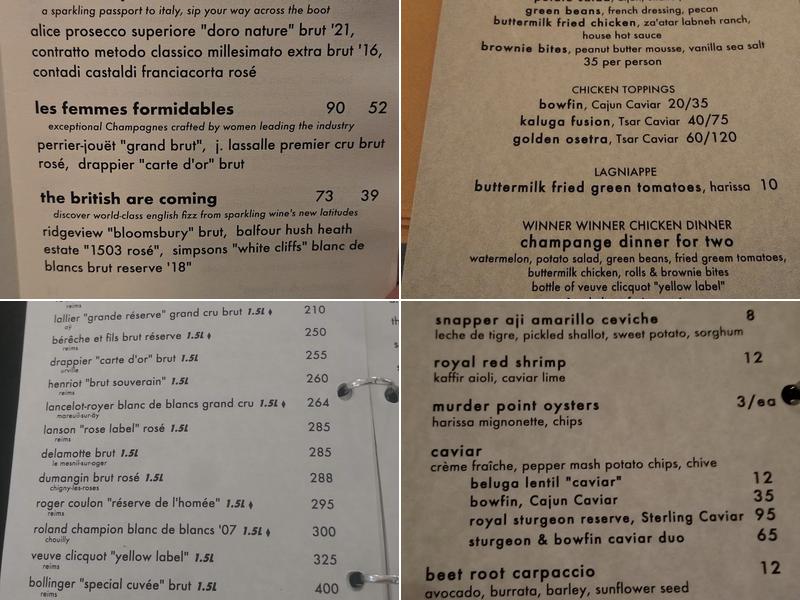 a sparkling passport to italy, sip your way across the boot
alice prosecco superiore "doro nature" brut '21,
contratto metodo classico millesimato extra brut '16,
contadi castaldi franciacorta rosé
les femmes formidables 90 52
exceptional Champagnes crafted by women leading the industry
perrier-jouët "grand brut", j. lassalle premier cru brut
rosé, drappier "carte d'or" brut
the british are coming 73 39
discover world-class english fizz from sparkling wine's new latitudes
ridgeview "bloomsbury" brut, balfour hush heath
estate "1503 rosé", simpsons "white cliffs" blanc de
blancs brut reserve '18"
green beans, french dressing, pecan
buttermilk fried chicken, za'atar labneh ranch,
house hot sauce
brownie bites, peanut butter mousse, vanilla sea salt
35 per person
CHICKEN TOPPINGS
bowfin, Cajun Caviar 20/35
kaluga fusion, Tsar Caviar 40/75
golden osetra, Tsar Caviar 60/120
LAGNIAPPE
buttermilk fried green tomatoes, harissa 10
WINNER WINNER CHICKEN DINNER
champange dinner for two
watermelon, potato salad, green beans, fried greem tomatoes,
buttermilk chicken, rolls & brownie bites
bottle of veuve clicquot "yellow label"
reims
lallier "grande réserve" grand cru brut 1.5L ♦ 210
aÿ
bérêche et fils brut réserve 1.5L ♦ 250
reims
drappier "carte d'or" brut 1.5L 255
urville
henriot "brut souverain" 1.5L 260
reims
lancelot-royer blanc de blancs grand cru 1.5L ♦ 264
mareuil-sur-äy
lanson "rose label" rosé 1.5L 285
reims
delamotte brut 1.5L 285
le mesnil-sur-oger
dumangin brut rosé 1.5L 288
chigny-les-roses
roger coulon "réserve de l'homée" 1.5L ♦ 295
reims
roland champion blanc de blancs '07 1.5L ♦ 300
chouilly
veuve clicquot "yellow label" 1.5L 325
reims
bollinger "special cuvée" brut 1.5L 400
reims
snapper aji amarillo ceviche 8
leche de tigre, pickled shallot, sweet potato, sorghum
royal red shrimp 12
kaffir aioli, caviar lime
murder point oysters 3/ea
harissa mignonette, chips
caviar
crème fraîche, pepper mash potato chips, chive
beluga lentil "caviar" 12
bowfin, Cajun Caviar 35
royal sturgeon reserve, Sterling Caviar 95
sturgeon & bowfin caviar duo 65
beet root carpaccio 12
avocado, burrata, barley, sunflower seed